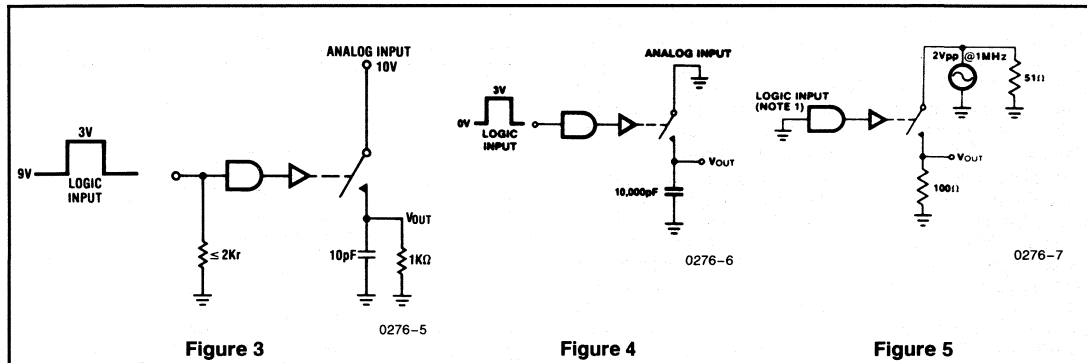 ANALOG INPUT
10V
3V
9V
LOGIC
INPUT
≤ 2Kr
VOUT
10pF
1KΩ
0276-5
Figure 3
ANALOG INPUT
3V
0V
LOGIC
INPUT
VOUT
10,000pF
0276-6
Figure 4
2Vpp @1MHz
51Ω
LOGIC INPUT
(NOTE 1)
VOUT
100Ω
0276-7
Figure 5